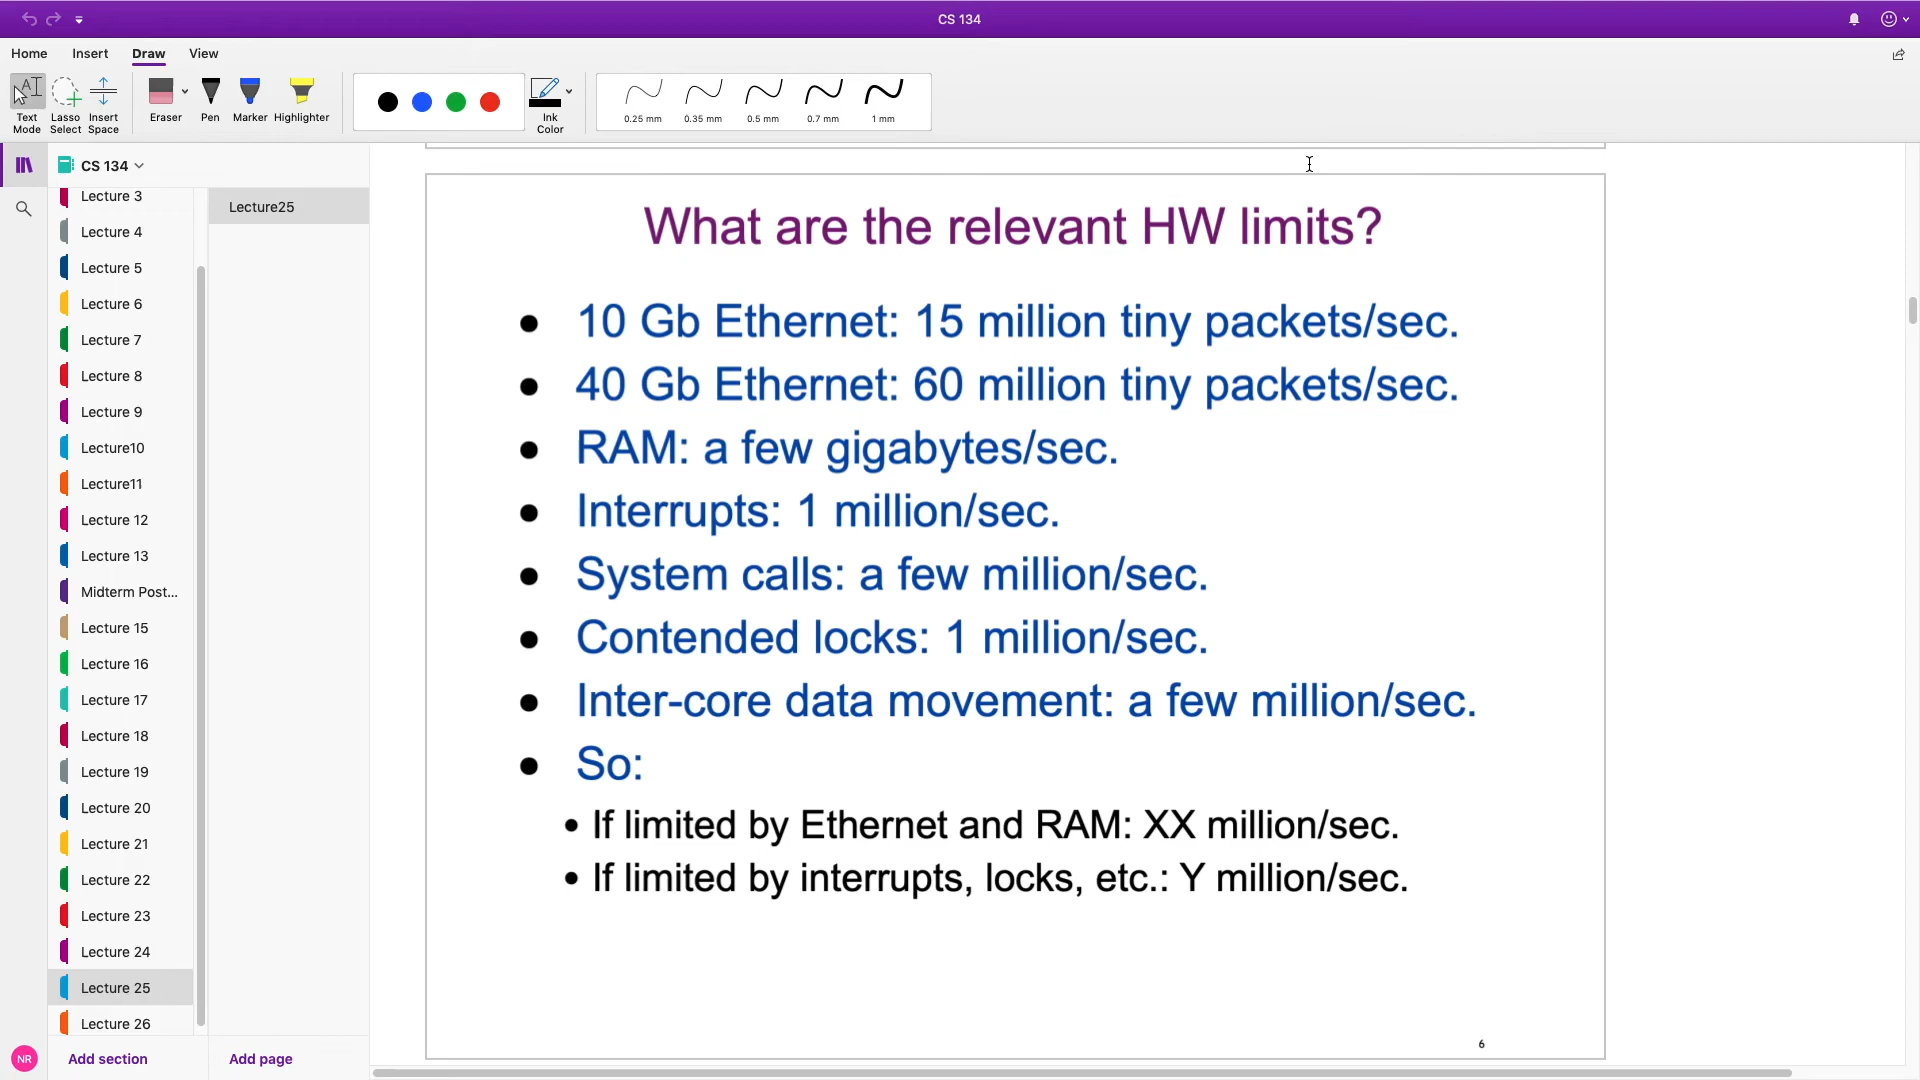 CS 134
Home Insert Draw View
Text Mode
Lasso Select
Insert Space
Eraser
Pen
Marker
Highlighter
Ink Color
0.25 mm
0.35 mm
0.5 mm
0.7 mm
1 mm
CS 134
Lecture 3
Lecture 4
Lecture 5
Lecture 6
Lecture 7
Lecture 8
Lecture 9
Lecture10
Lecture11
Lecture 12
Lecture 13
Midterm Post...
Lecture 15
Lecture 16
Lecture 17
Lecture 18
Lecture 19
Lecture 20
Lecture 21
Lecture 22
Lecture 23
Lecture 24
Lecture 25
Lecture 26
NR
Add section
Lecture25
Add page
What are the relevant HW limits?
• 10 Gb Ethernet: 15 million tiny packets/sec.
• 40 Gb Ethernet: 60 million tiny packets/sec.
• RAM: a few gigabytes/sec.
• Interrupts: 1 million/sec.
• System calls: a few million/sec.
• Contended locks: 1 million/sec.
• Inter-core data movement: a few million/sec.
• So:
• If limited by Ethernet and RAM: XX million/sec.
• If limited by interrupts, locks, etc.: Y million/sec.
6